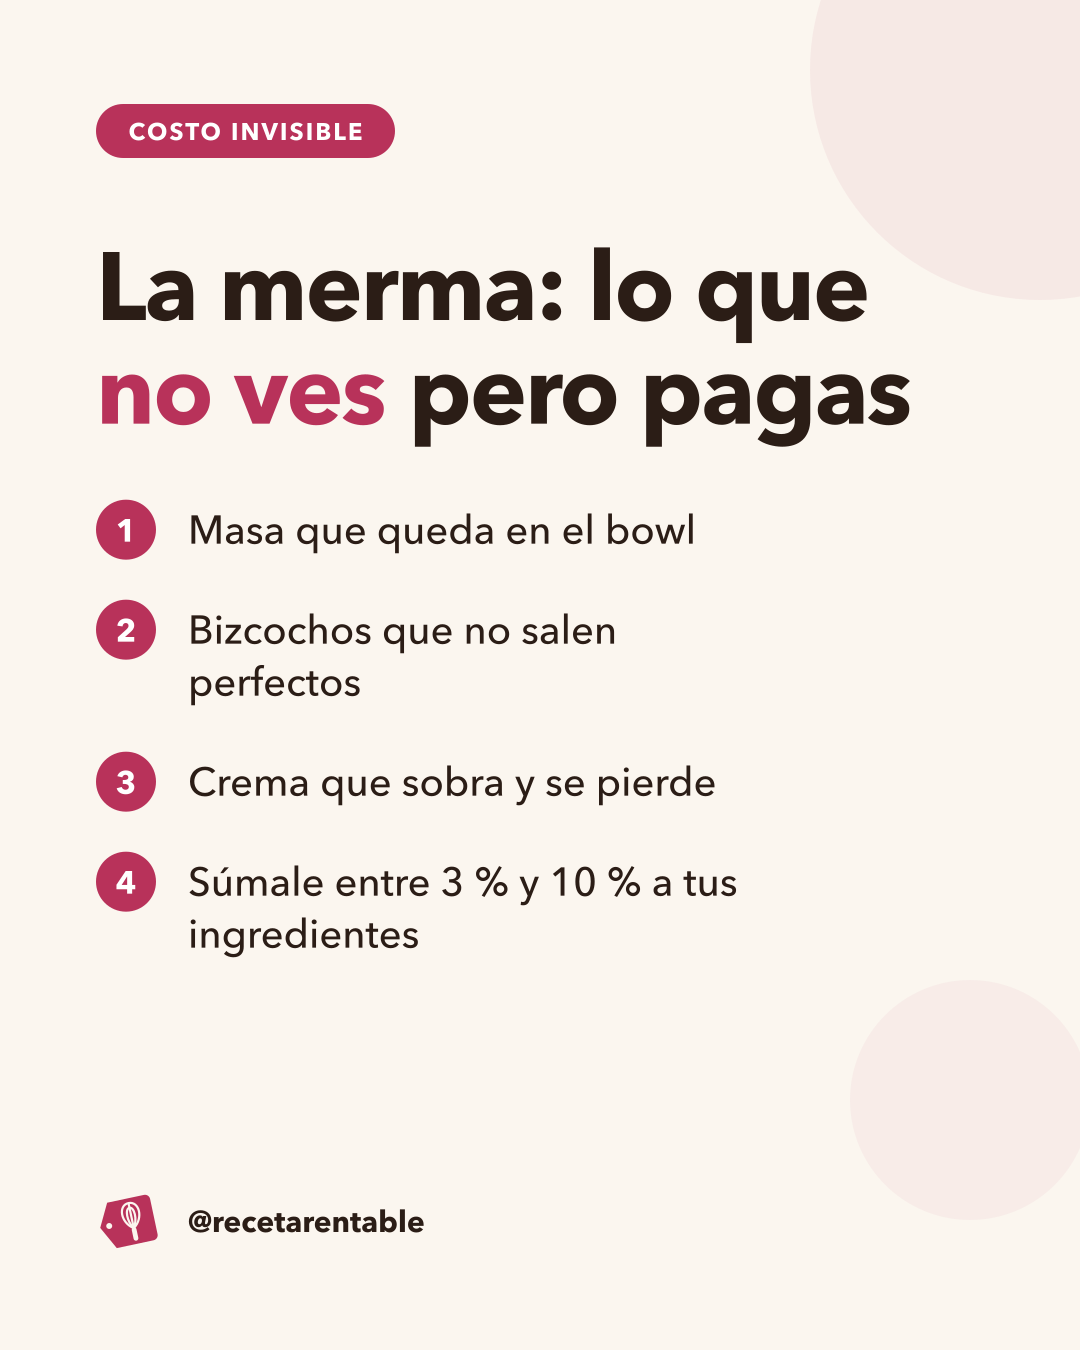 COSTO INVISIBLE
La merma: lo que
no ves pero pagas
1 Masa que queda en el bowl
2 Bizcochos que no salen
perfectos
3 Crema que sobra y se pierde
4 Súmale entre 3 % y 10 % a tus
ingredientes
@recetarentable